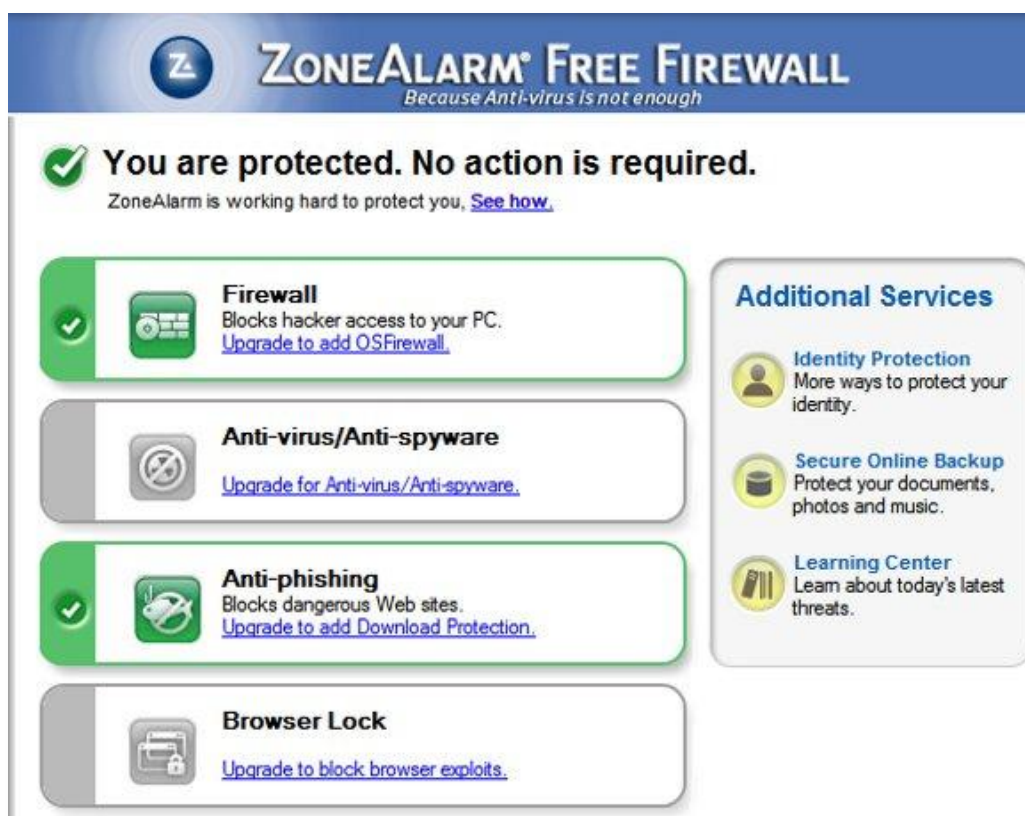 ZA
ZONEALARM® FREE FIREWALL
Because Anti-virus is not enough
You are protected. No action is required.
ZoneAlarm is working hard to protect you, See how.
Firewall
Blocks hacker access to your PC.
Upgrade to add OSFirewall.
Anti-virus/Anti-spyware
Upgrade for Anti-virus/Anti-spyware.
Anti-phishing
Blocks dangerous Web sites.
Upgrade to add Download Protection.
Browser Lock
Upgrade to block browser exploits.
Additional Services
Identity Protection
More ways to protect your
identity.
Secure Online Backup
Protect your documents,
photos and music.
Learning Center
Learn about today's latest
threats.